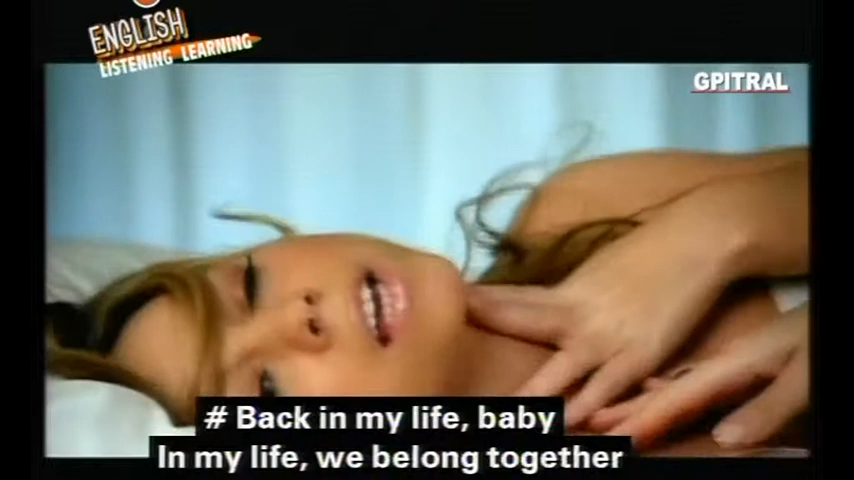 ENGLISH
LISTENING LEARNING
GPITRAL
# Back in my life, baby
In my life, we belong together